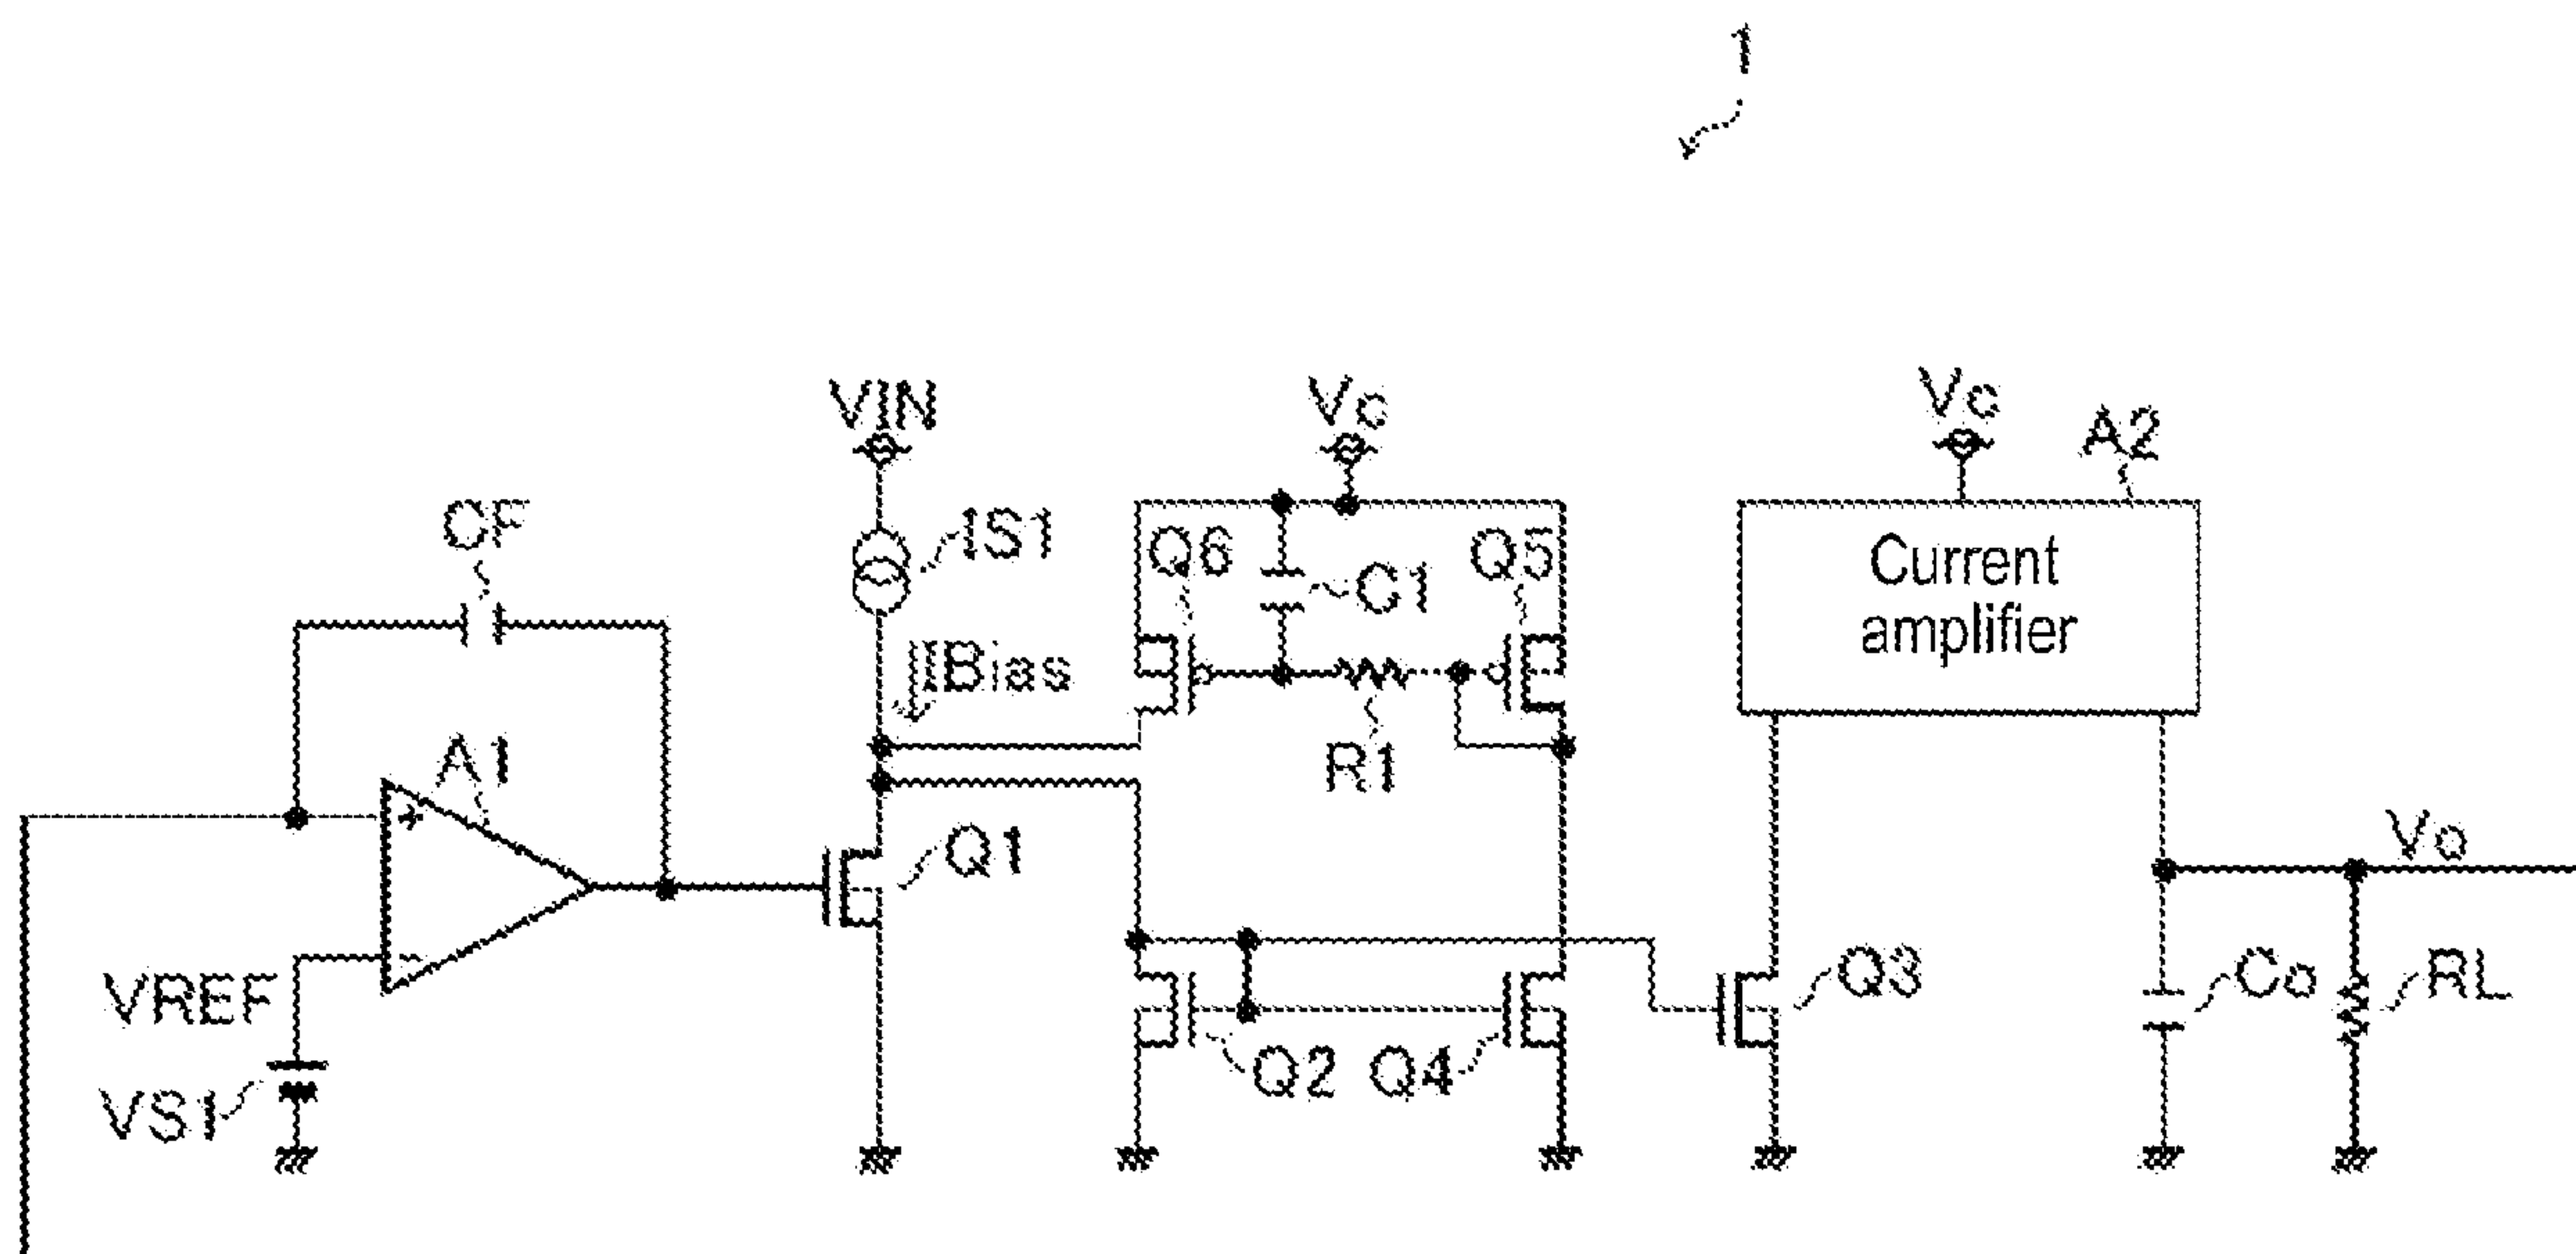 1
VIN
Vc
Vc
A2
CF
IS1
Q6
C1
Q5
Current
amplifier
IBias
A1
R1
+
Q1
Vo
-
VREF
VS1
Q2
Q4
Q3
Co
RL